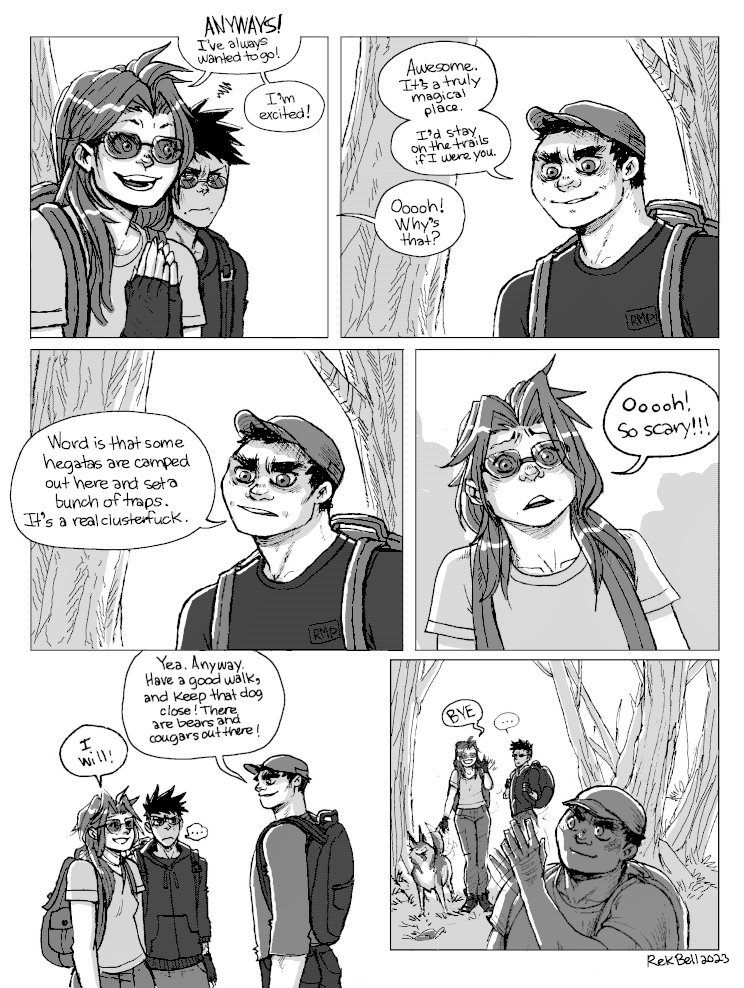 ANYWAYS!
I've always
wanted to go!
I'm
excited!
Awesome.
It's a truly
magical
place.
I'd stay
on the trails
if I were you.
Ooooh!
Why's
that?
RMP
Word is that some
hegatas are camped
out here and set a
bunch of traps.
It's a real clusterfuck.
RMP
Ooooh!
So scary!!!
Yea. Anyway.
Have a good walk,
and keep that dog
close! There
are bears and
cougars out there!
I
will!
...
BYE
...
RekBell2023